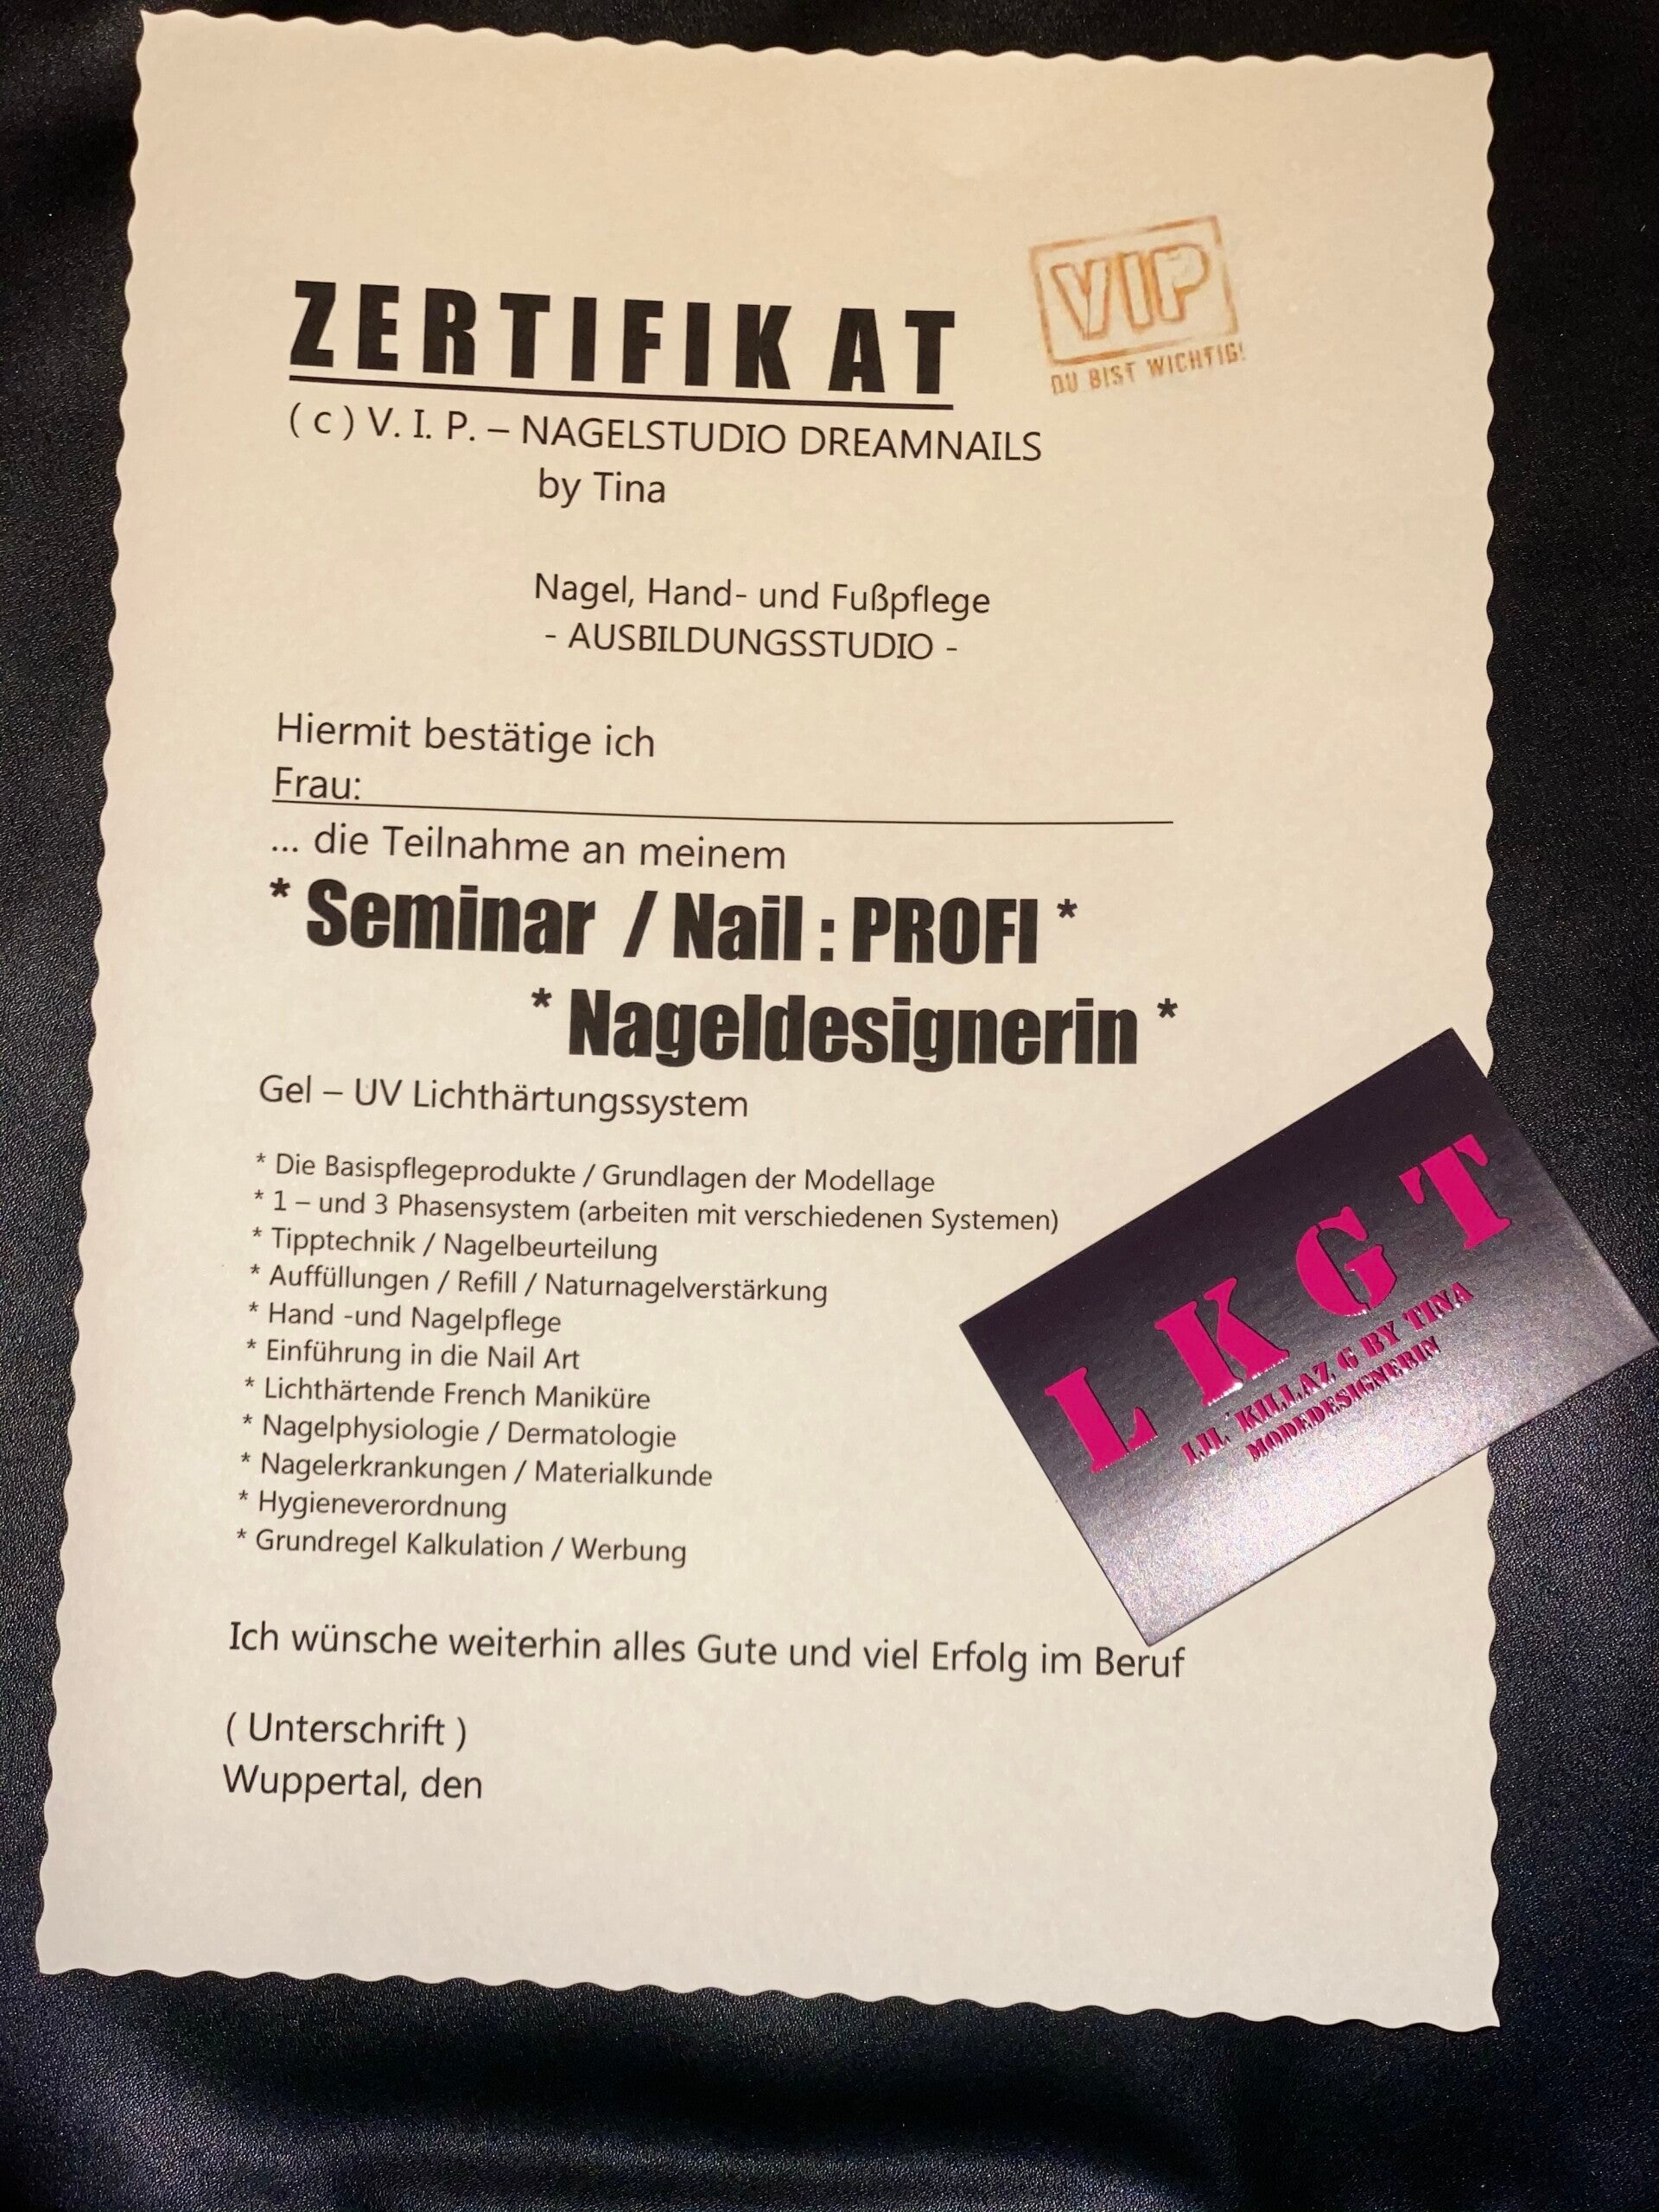 ZERTIFIKAT
VIP
DU BIST WICHTIG!
( c ) V. I. P. – NAGELSTUDIO DREAMNAILS
by Tina
Nagel, Hand- und Fußpflege
- AUSBILDUNGSSTUDIO -
Hiermit bestätige ich
Frau:
... die Teilnahme an meinem
* Seminar / Nail : PROFI *
* Nageldesignerin *
Gel – UV Lichthärtungssystem
* Die Basispflegeprodukte / Grundlagen der Modellage
* 1 – und 3 Phasensystem (arbeiten mit verschiedenen Systemen)
* Tipptechnik / Nagelbeurteilung
* Auffüllungen / Refill / Naturnagelverstärkung
* Hand -und Nagelpflege
* Einführung in die Nail Art
* Lichthärtende French Maniküre
* Nagelphysiologie / Dermatologie
* Nagelerkrankungen / Materialkunde
* Hygieneverordnung
* Grundregel Kalkulation / Werbung
L K G T
LIL´KILLAZ G BY TINA
MODEDESIGNERIN
Ich wünsche weiterhin alles Gute und viel Erfolg im Beruf
( Unterschrift )
Wuppertal, den